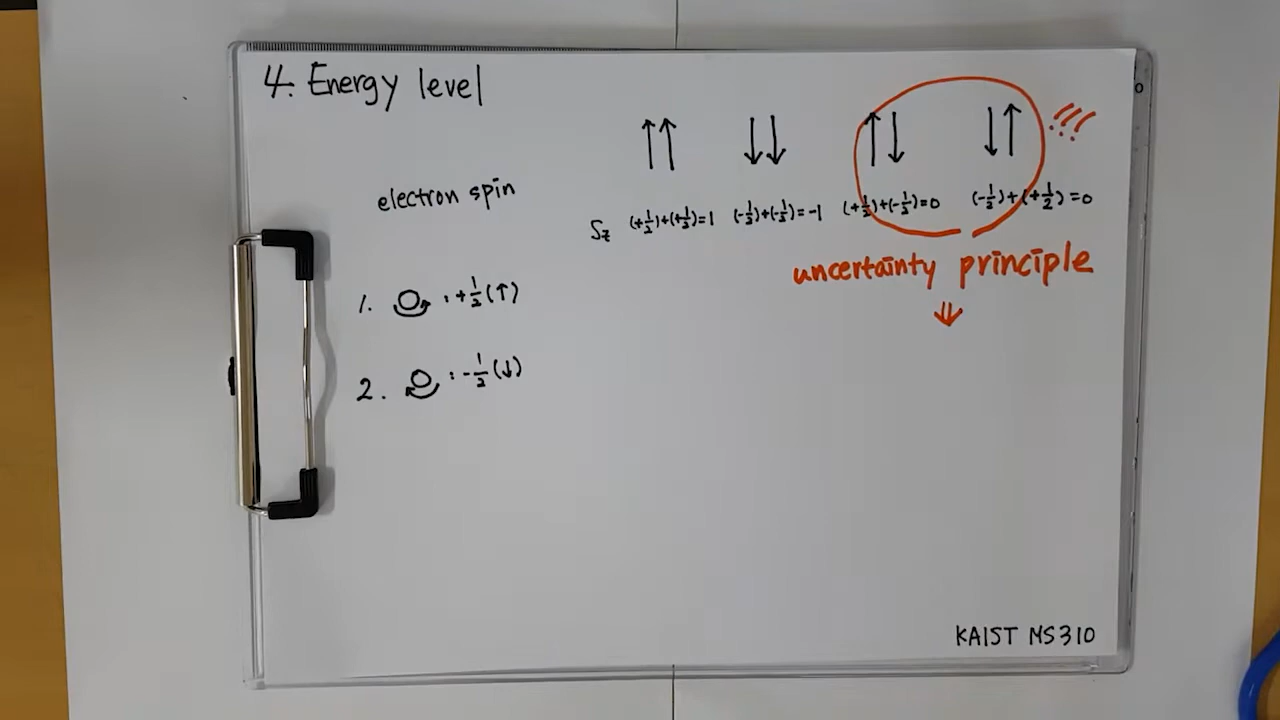 4. Energy level
↑↑ ↓↓ ↑↓ ↓↑ !!!
electron spin
Sz (+1/2)+(+1/2)=1 (-1/2)+(-1/2)=-1 (+1/2)+(-1/2)=0 (-1/2)+(+1/2)=0
uncertainty principle
⇓
1. : +1/2 (↑)
2. : -1/2 (↓)
KAIST MS310